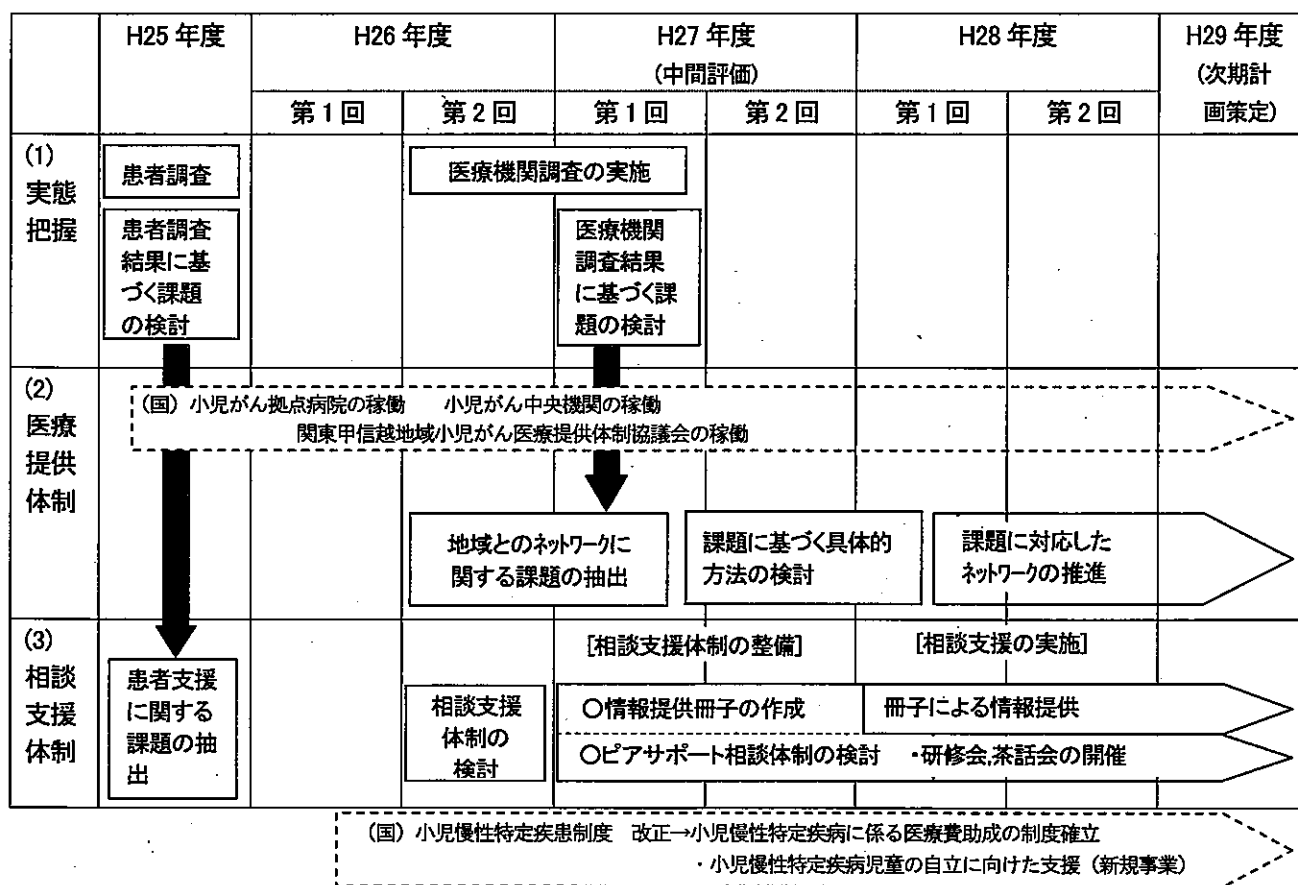 H25 年度
H26 年度
H27 年度
(中間評価)
H28 年度
H29 年度
(次期計
画策定)
第1回
第2回
第1回
第2回
第1回
第2回
(1)
実態
把握
患者調査
医療機関調査の実施
患者調査
結果に基
づく課題
の検討
医療機関
調査結果
に基づく課
題の検討
(2)
医療
提供
体制
(国) 小児がん拠点病院の稼働 小児がん中央機関の稼働
関東甲信越地域小児がん医療提供体制協議会の稼働
地域とのネットワークに
関する課題の抽出
課題に基づく具体的
方法の検討
課題に対応した
ネットワークの推進
(3)
相談
支援
体制
患者支援
に関する
課題の抽
出
相談支援
体制の
検討
[相談支援体制の整備]
[相談支援の実施]
○情報提供冊子の作成
冊子による情報提供
○ピアサポート相談体制の検討 ・研修会,茶話会の開催
(国) 小児慢性特定疾患制度 改正→小児慢性特定疾病に係る医療費助成の制度確立
・小児慢性特定疾病児童の自立に向けた支援（新規事業）